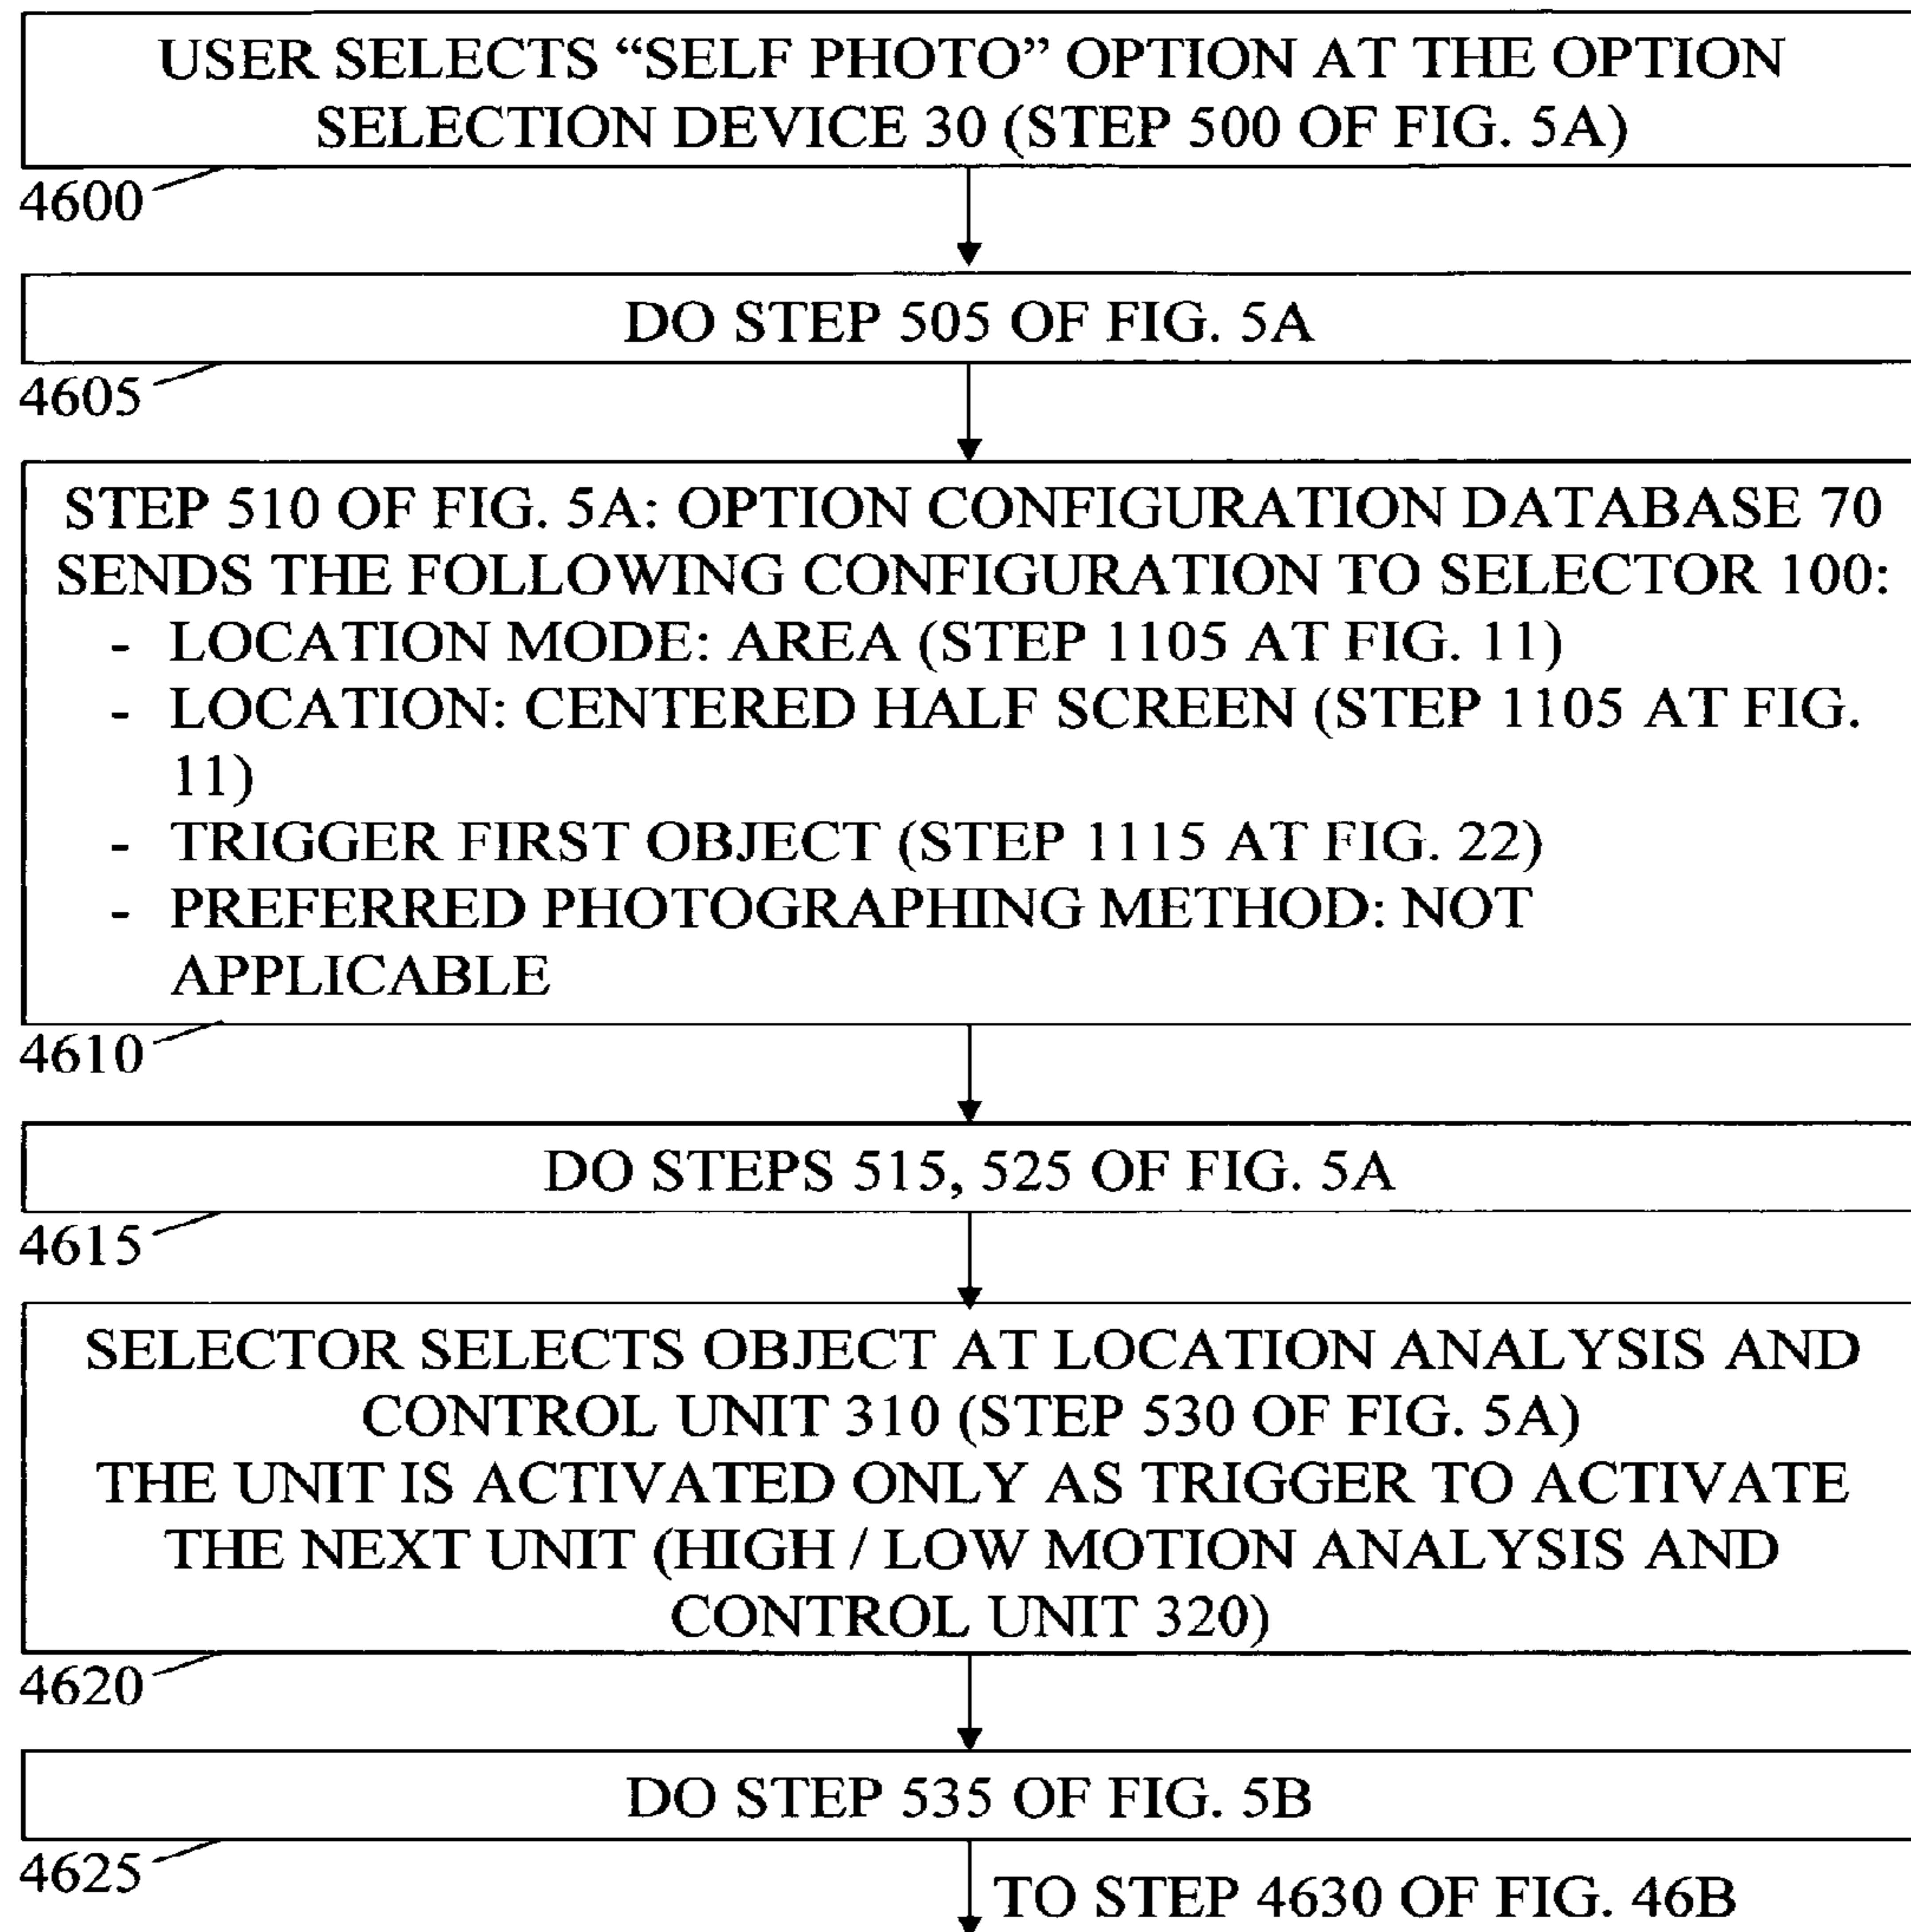 USER SELECTS “SELF PHOTO” OPTION AT THE OPTION
SELECTION DEVICE 30 (STEP 500 OF FIG. 5A)
4600
DO STEP 505 OF FIG. 5A
4605
STEP 510 OF FIG. 5A: OPTION CONFIGURATION DATABASE 70
SENDS THE FOLLOWING CONFIGURATION TO SELECTOR 100:
- LOCATION MODE: AREA (STEP 1105 AT FIG. 11)
- LOCATION: CENTERED HALF SCREEN (STEP 1105 AT FIG.
11)
- TRIGGER FIRST OBJECT (STEP 1115 AT FIG. 22)
- PREFERRED PHOTOGRAPHING METHOD: NOT
APPLICABLE
4610
DO STEPS 515, 525 OF FIG. 5A
4615
SELECTOR SELECTS OBJECT AT LOCATION ANALYSIS AND
CONTROL UNIT 310 (STEP 530 OF FIG. 5A)
THE UNIT IS ACTIVATED ONLY AS TRIGGER TO ACTIVATE
THE NEXT UNIT (HIGH / LOW MOTION ANALYSIS AND
CONTROL UNIT 320)
4620
DO STEP 535 OF FIG. 5B
4625
TO STEP 4630 OF FIG. 46B